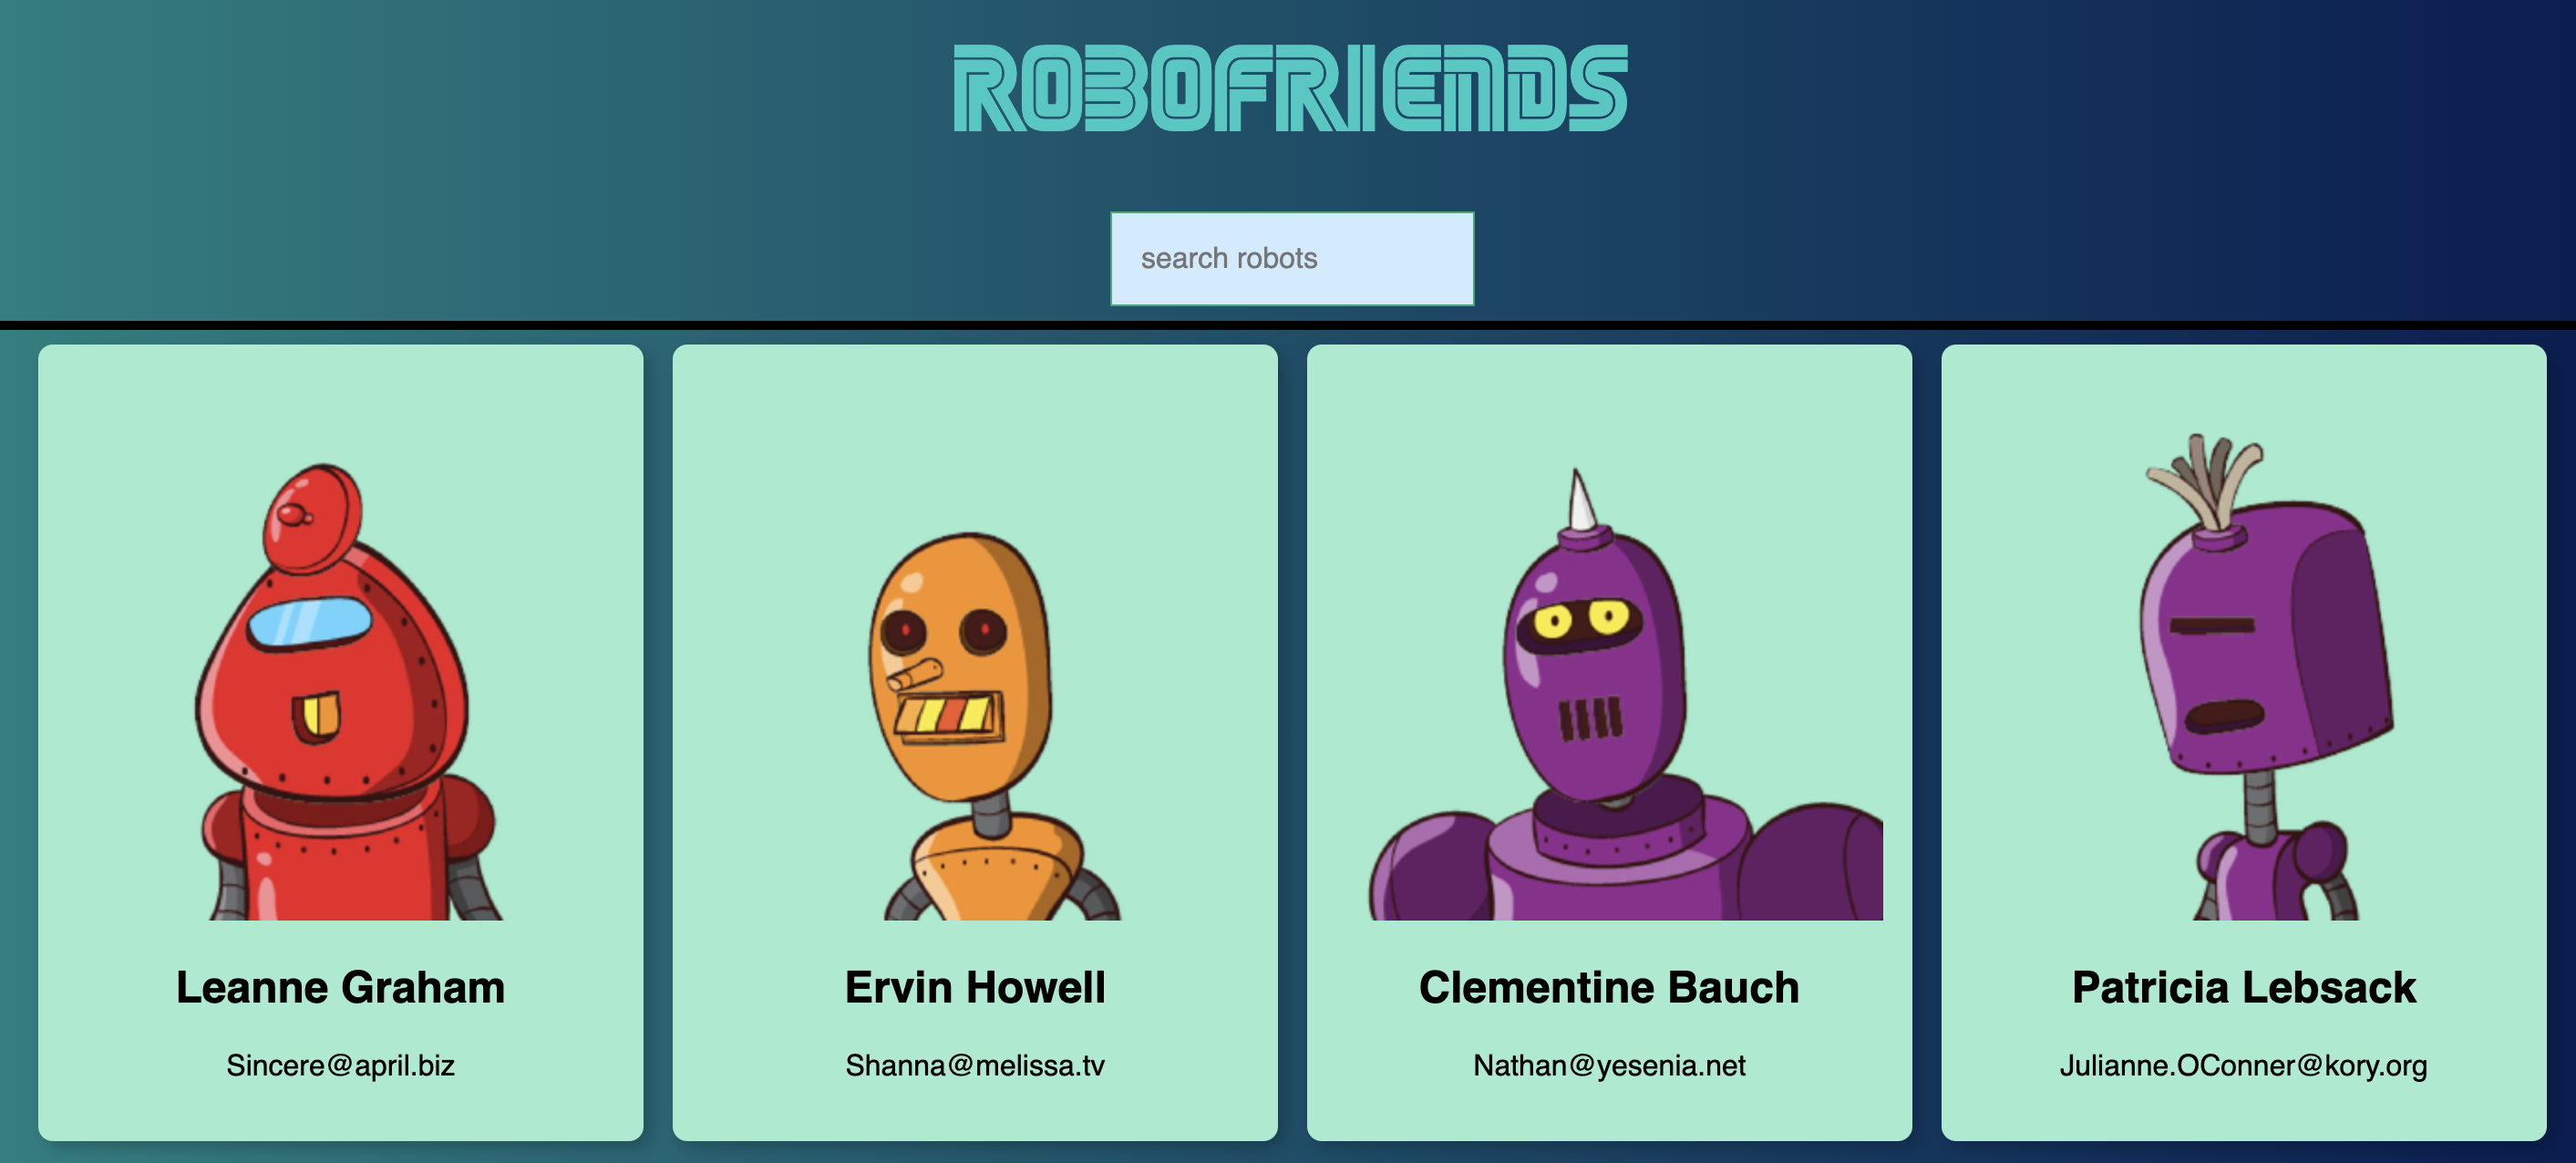 ROBOFRIENDS
search robots
Leanne Graham
Sincere@april.biz
Ervin Howell
Shanna@melissa.tv
Clementine Bauch
Nathan@yesenia.net
Patricia Lebsack
Julianne.OConner@kory.org